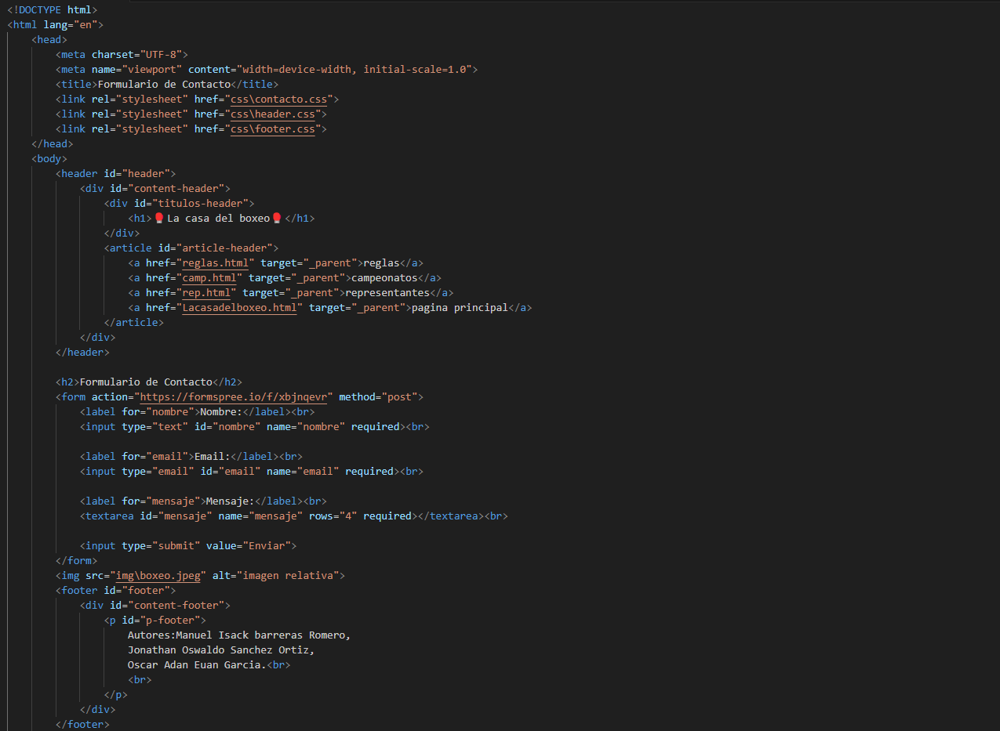 <!DOCTYPE html>
<html lang="en">
<head>
<meta charset="UTF-8">
<meta name="viewport" content="width=device-width, initial-scale=1.0">
<title>Formulario de Contacto</title>
<link rel="stylesheet" href="css\contacto.css">
<link rel="stylesheet" href="css\header.css">
<link rel="stylesheet" href="css\footer.css">
</head>
<body>
<header id="header">
<div id="content-header">
<div id="titulos-header">
<h1>🥊La casa del boxeo🥊</h1>
</div>
<article id="article-header">
<a href="reglas.html" target="_parent">reglas</a>
<a href="camp.html" target="_parent">campeonatos</a>
<a href="rep.html" target="_parent">representantes</a>
<a href="Lacasadelboxeo.html" target="_parent">pagina principal</a>
</article>
</div>
</header>
<h2>Formulario de Contacto</h2>
<form action="https://formspree.io/f/xbjnqevr" method="post">
<label for="nombre">Nombre:</label><br>
<input type="text" id="nombre" name="nombre" required><br>
<label for="email">Email:</label><br>
<input type="email" id="email" name="email" required><br>
<label for="mensaje">Mensaje:</label><br>
<textarea id="mensaje" name="mensaje" rows="4" required></textarea><br>
<input type="submit" value="Enviar">
</form>
<img src="img\boxeo.jpeg" alt="imagen relativa">
<footer id="footer">
<div id="content-footer">
<p id="p-footer">
Autores:Manuel Isack barreras Romero,
Jonathan Oswaldo Sanchez Ortiz,
Oscar Adan Euan Garcia.<br>
<br>
</p>
</div>
</footer>